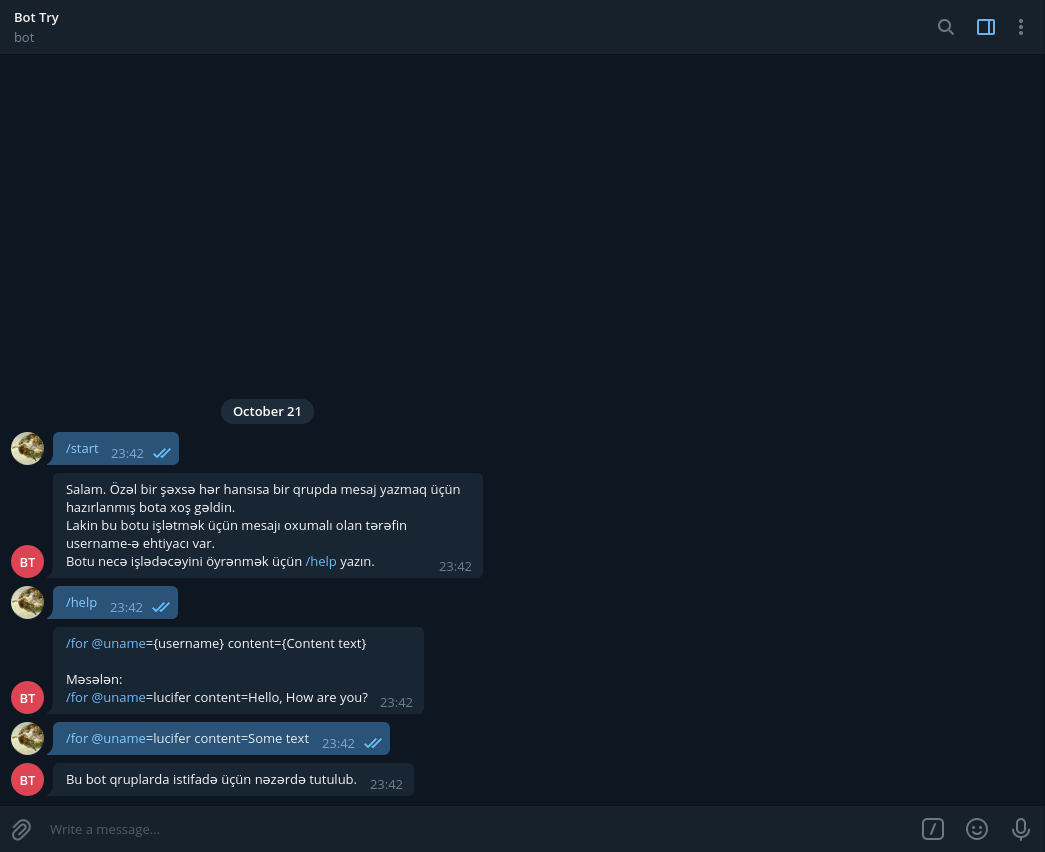 Bot Try
bot
October 21
/start 23:42
Salam. Özəl bir şəxsə hər hansısa bir qrupda mesaj yazmaq üçün
hazırlanmış bota xoş gəldin.
Lakin bu botu işlətmək üçün mesajı oxumalı olan tərəfin
username-ə ehtiyacı var.
Botu necə işlədəcəyini öyrənmək üçün /help yazın. 23:42
BT
/help 23:42
/for @uname={username} content={Content text}
Məsələn:
/for @uname=lucifer content=Hello, How are you? 23:42
BT
/for @uname=lucifer content=Some text 23:42
Bu bot qruplarda istifadə üçün nəzərdə tutulub. 23:42
BT
Write a message...